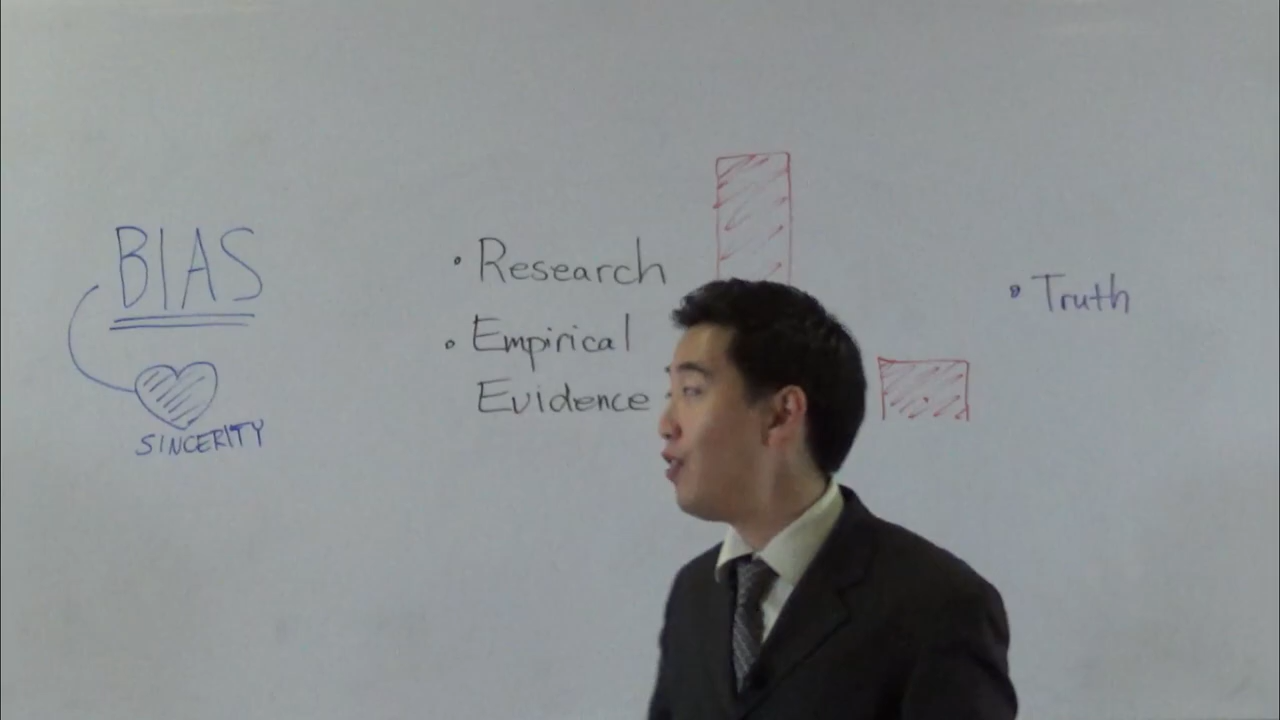 BIAS
SINCERITY
• Research
• Empirical
Evidence
• Truth